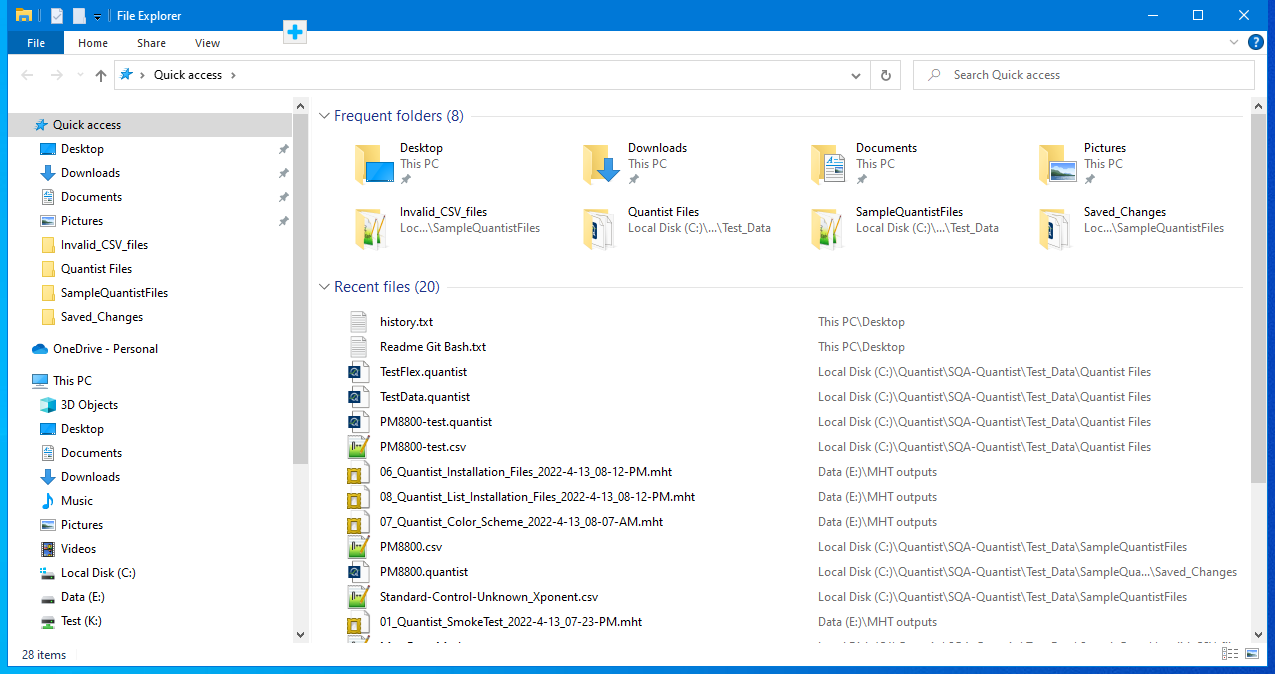 File Explorer
File Home Share View
Quick access
Search Quick access
Quick access
Desktop
Downloads
Documents
Pictures
Invalid_CSV_files
Quantist Files
SampleQuantistFiles
Saved_Changes
OneDrive - Personal
This PC
3D Objects
Desktop
Documents
Downloads
Music
Pictures
Videos
Local Disk (C:)
Data (E:)
Test (K:)
Frequent folders (8)
Desktop
This PC
Downloads
This PC
Documents
This PC
Pictures
This PC
Invalid_CSV_files
Loc...\SampleQuantistFiles
Quantist Files
Local Disk (C:)\...\Test_Data
SampleQuantistFiles
Local Disk (C:)\...\Test_Data
Saved_Changes
Loc...\SampleQuantistFiles
Recent files (20)
history.txt This PC\Desktop
Readme Git Bash.txt This PC\Desktop
TestFlex.quantist Local Disk (C:)\Quantist\SQA-Quantist\Test_Data\Quantist Files
TestData.quantist Local Disk (C:)\Quantist\SQA-Quantist\Test_Data\Quantist Files
PM8800-test.quantist Local Disk (C:)\Quantist\SQA-Quantist\Test_Data\Quantist Files
PM8800-test.csv Local Disk (C:)\Quantist\SQA-Quantist\Test_Data\Quantist Files
06_Quantist_Installation_Files_2022-4-13_08-12-PM.mht Data (E:)\MHT outputs
08_Quantist_List_Installation_Files_2022-4-13_08-12-PM.mht Data (E:)\MHT outputs
07_Quantist_Color_Scheme_2022-4-13_08-07-AM.mht Data (E:)\MHT outputs
PM8800.csv Local Disk (C:)\Quantist\SQA-Quantist\Test_Data\SampleQuantistFiles
PM8800.quantist Local Disk (C:)\Quantist\SQA-Quantist\Test_Data\SampleQua...\Saved_Changes
Standard-Control-Unknown_Xponent.csv Local Disk (C:)\Quantist\SQA-Quantist\Test_Data\SampleQuantistFiles
01_Quantist_SmokeTest_2022-4-13_07-23-PM.mht Data (E:)\MHT outputs
28 items